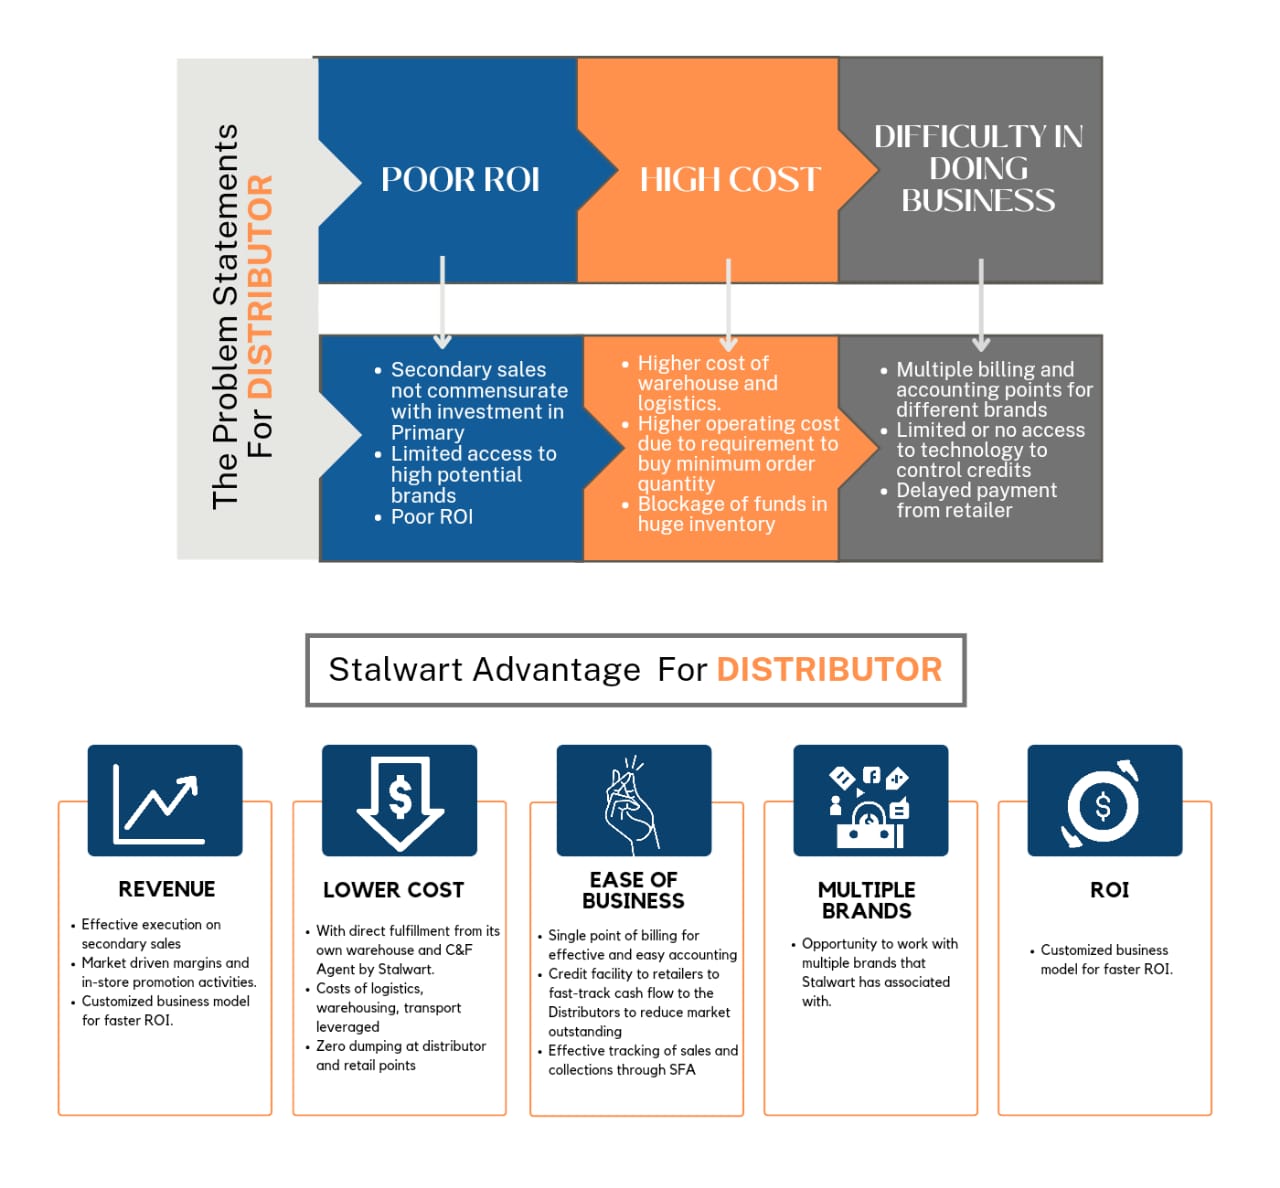 The Problem Statements
For DISTRIBUTOR
POOR ROI
HIGH COST
DIFFICULTY IN
DOING
BUSINESS
• Secondary sales
not commensurate
with investment in
Primary
• Limited access to
high potential
brands
• Poor ROI
• Higher cost of
warehouse and
logistics.
• Higher operating cost
due to requirement to
buy minimum order
quantity
• Blockage of funds in
huge inventory
• Multiple billing and
accounting points for
different brands
• Limited or no access
to technology to
control credits
• Delayed payment
from retailer
Stalwart Advantage For DISTRIBUTOR
REVENUE
• Effective execution on
secondary sales
• Market driven margins and
in-store promotion activities.
• Customized business model
for faster ROI.
$
LOWER COST
• With direct fulfillment from its
own warehouse and C&F
Agent by Stalwart.
• Costs of logistics,
warehousing, transport
leveraged
• Zero dumping at distributor
and retail points
EASE OF
BUSINESS
• Single point of billing for
effective and easy accounting
• Credit facility to retailers to
fast-track cash flow to the
Distributors to reduce market
outstanding
• Effective tracking of sales and
collections through SFA
MULTIPLE
BRANDS
• Opportunity to work with
multiple brands that
Stalwart has associated
with.
$
ROI
• Customized business
model for faster ROI.